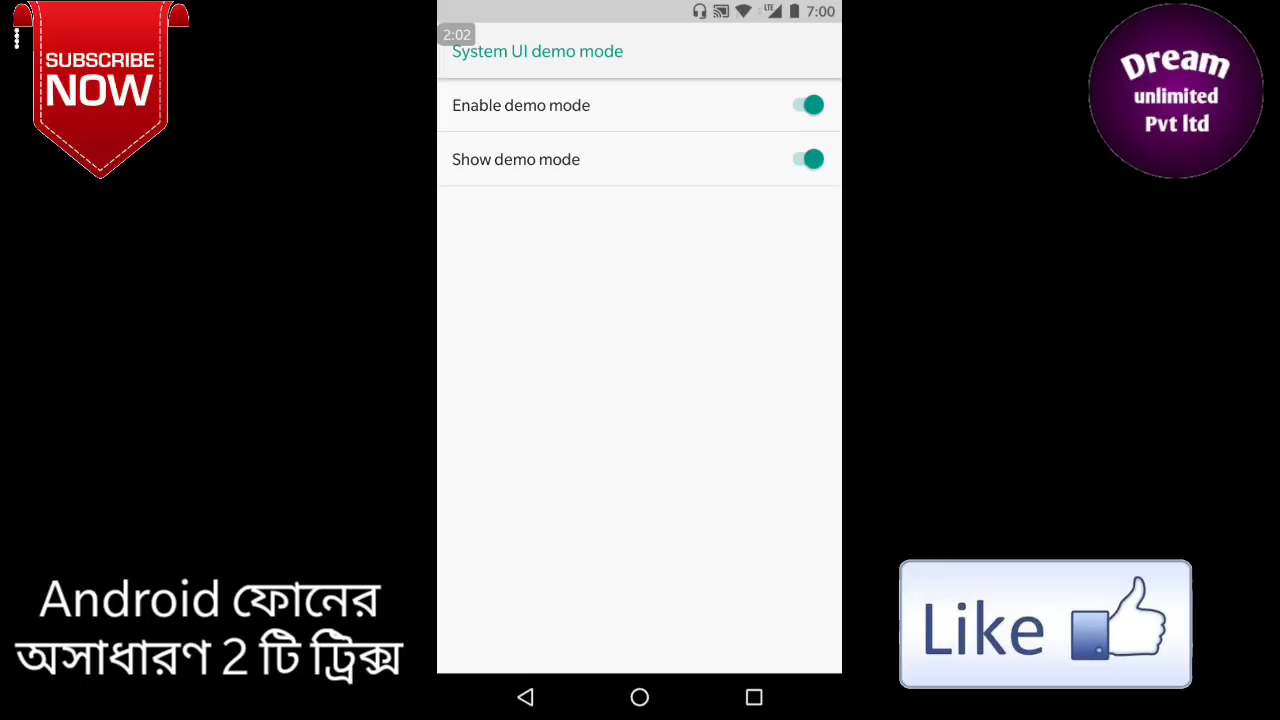 SUBSCRIBE
NOW
LTE 7:00
2:02
System UI demo mode
Enable demo mode
Show demo mode
Dream
unlimited
Pvt ltd
Android ফোনের
অসাধারণ 2 টি ট্রিক্স
Like